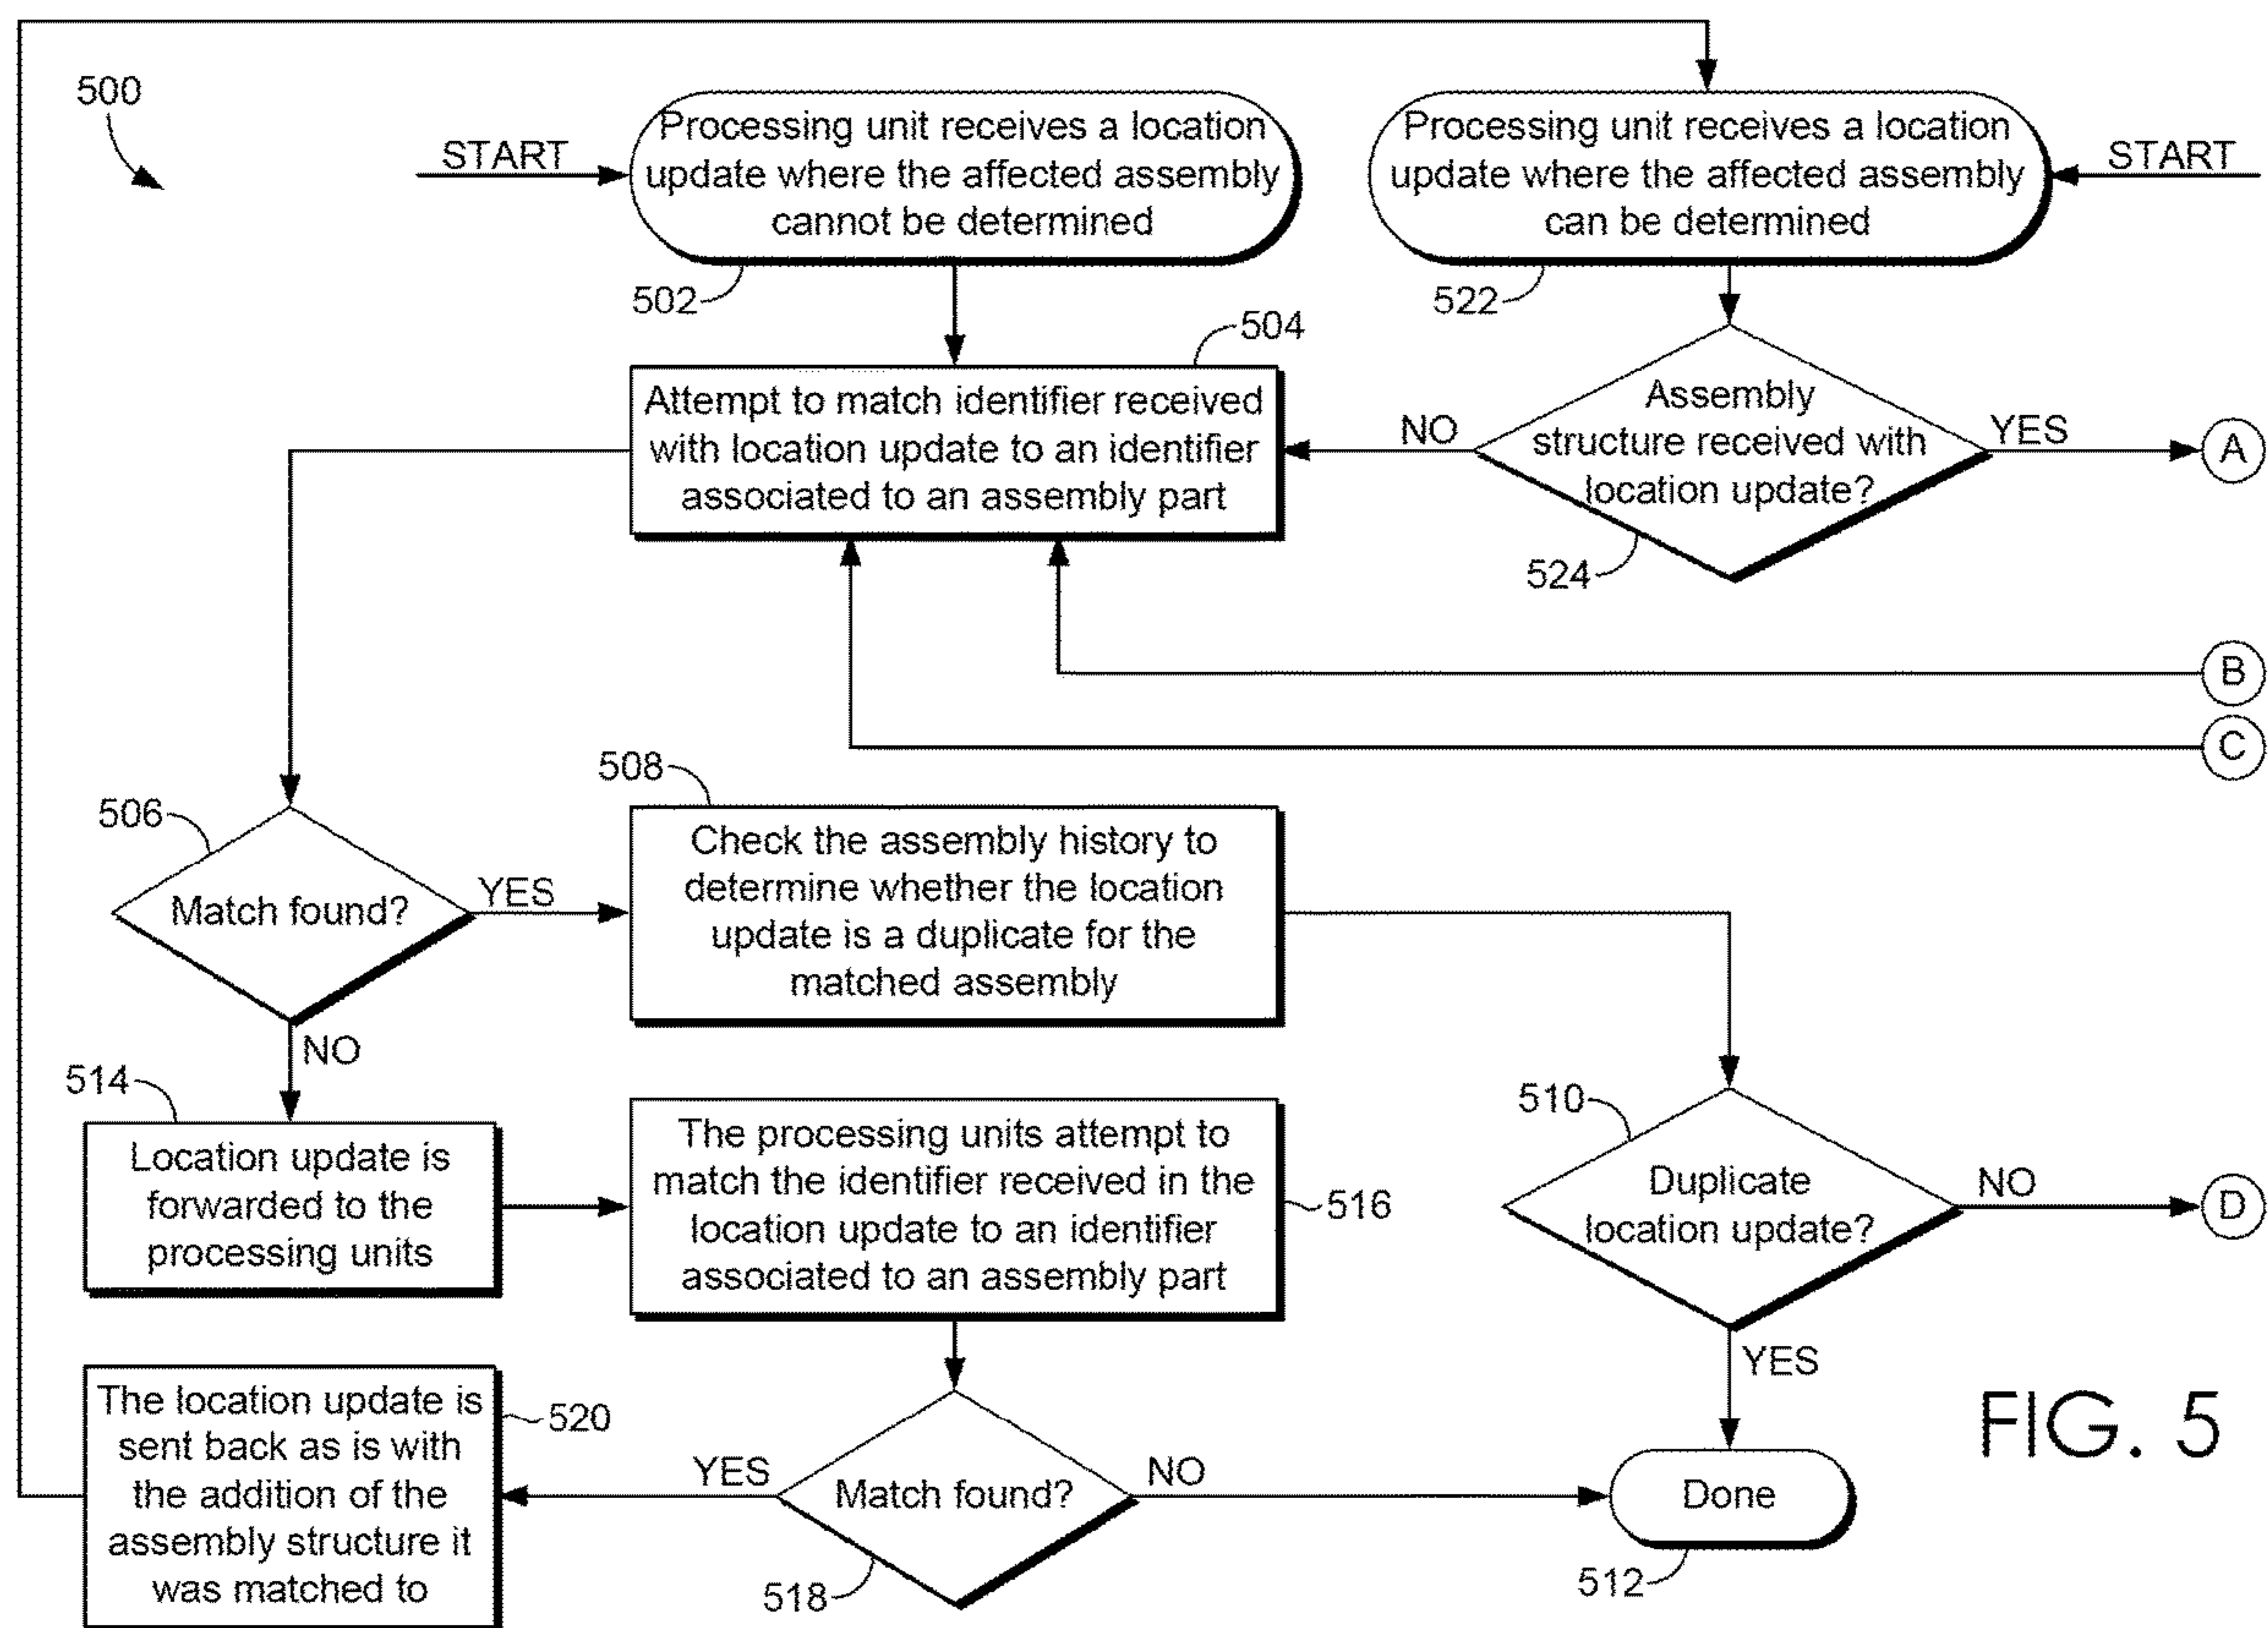 500
START
Processing unit receives a location
update where the affected assembly
cannot be determined
502
Processing unit receives a location
update where the affected assembly
can be determined
START
522
504
Attempt to match identifier received
with location update to an identifier
associated to an assembly part
NO
Assembly
structure received with
location update?
YES
A
524
B
C
506
Match found?
YES
508
Check the assembly history to
determine whether the location
update is a duplicate for the
matched assembly
NO
514
Location update is
forwarded to the
processing units
The processing units attempt to
match the identifier received in the
location update to an identifier
associated to an assembly part
516
510
Duplicate
location update?
NO
D
YES
The location update is
sent back as is with
the addition of the
assembly structure it
was matched to
520
YES
Match found?
NO
518
Done
512
FIG. 5